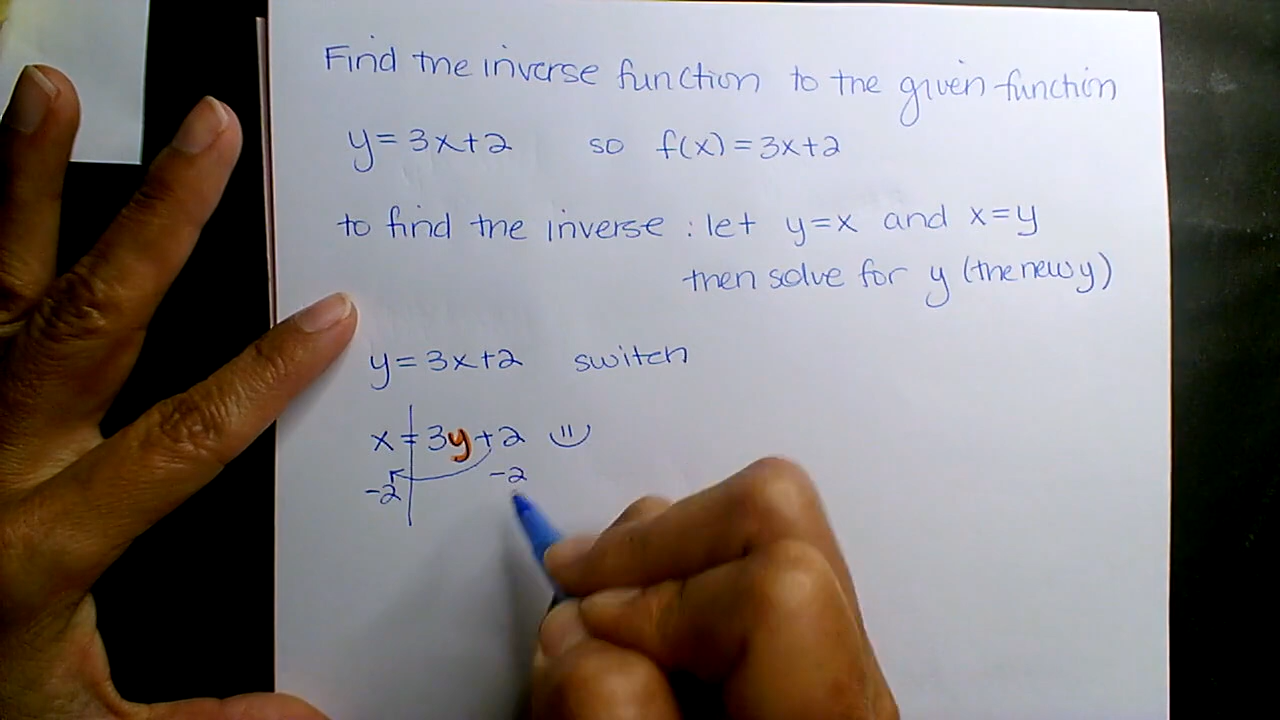 Find the inverse function to the given function
y=3x+2 so f(x)=3x+2
to find the inverse : let y=x and x=y
then solve for y (the new y)
y=3x+2 switch
x=3y+2
-2 -2